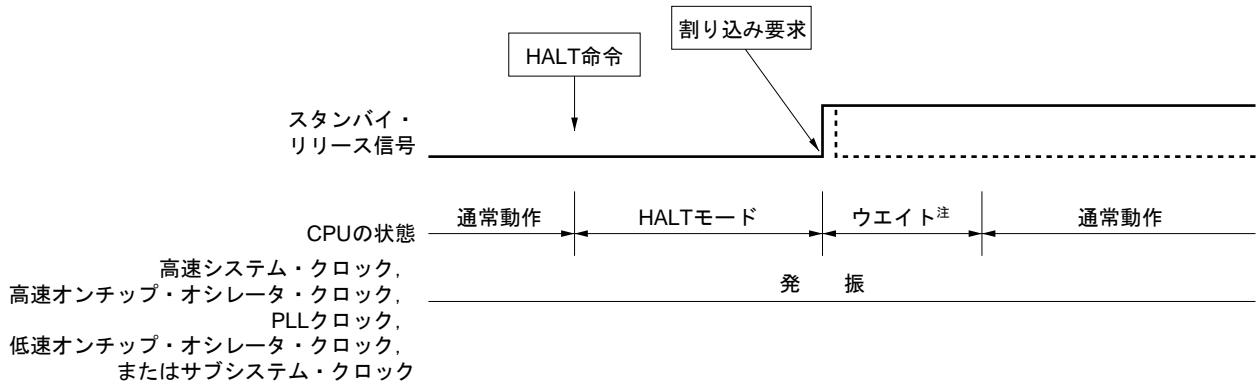 割り込み要求
HALT命令
スタンバイ・
リリース信号
通常動作
HALTモード
ウエイト注
通常動作
CPUの状態
高速システム・クロック,
高速オンチップ・オシレータ・クロック,
PLLクロック,
低速オンチップ・オシレータ・クロック,
またはサブシステム・クロック
発　振